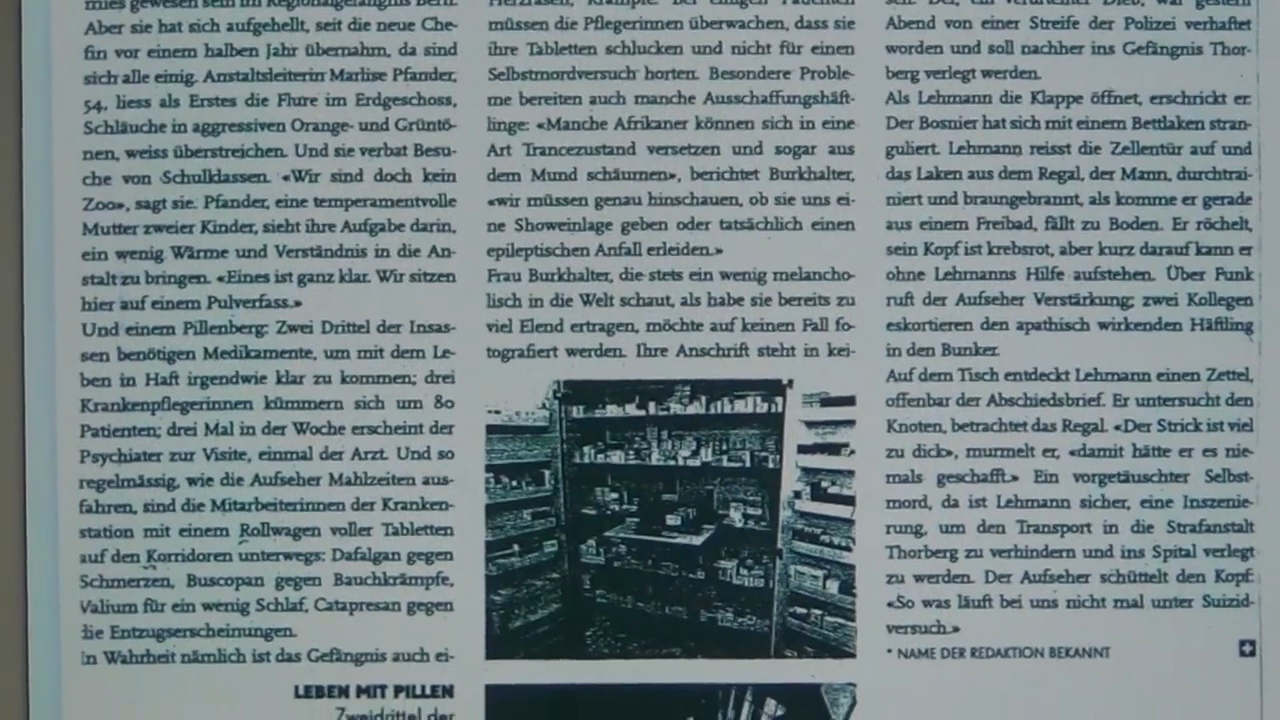 mies gewesen sein im Regionalgefängnis Bern.
Aber sie hat sich aufgehellt, seit die neue Che-
fin vor einem halben Jahr übernahm, da sind
sich alle einig. Anstaltsleiterin Marlise Pfander,
54, liess als Erstes die Flure im Erdgeschoss,
Schläuche in aggressiven Orange- und Grüntö-
nen, weiss überstreichen. Und sie verbat Besu-
che von Schulklassen. «Wir sind doch kein
Zoo», sagt sie. Pfander, eine temperamentvolle
Mutter zweier Kinder, sieht ihre Aufgabe darin,
ein wenig Wärme und Verständnis in die An-
stalt zu bringen. «Eines ist ganz klar. Wir sitzen
hier auf einem Pulverfass.»
Und einem Pillenberg: Zwei Drittel der Insas-
sen benötigen Medikamente, um mit dem Le-
ben in Haft irgendwie klar zu kommen; drei
Krankenpflegerinnen kümmern sich um 80
Patienten; drei Mal in der Woche erscheint der
Psychiater zur Visite, einmal der Arzt. Und so
regelmässig, wie die Aufseher Mahlzeiten aus-
fahren, sind die Mitarbeiterinnen der Kranken-
station mit einem Rollwagen voller Tabletten
auf den Korridoren unterwegs: Dafalgan gegen
Schmerzen, Buscopan gegen Bauchkrämpfe,
Valium für ein wenig Schlaf, Catapresan gegen
die Entzugserscheinungen.
In Wahrheit nämlich ist das Gefängnis auch ei-
LEBEN MIT PILLEN
Zweidrittel der
Herzrasen, Krämpfe. Bei einigen Patienten
müssen die Pflegerinnen überwachen, dass sie
ihre Tabletten schlucken und nicht für einen
Selbstmordversuch horten. Besondere Proble-
me bereiten auch manche Ausschaffungshäft-
linge: «Manche Afrikaner können sich in eine
Art Trancezustand versetzen und sogar aus
dem Mund schäumen», berichtet Burkhalter,
«wir müssen genau hinschauen, ob sie uns ei-
ne Showeinlage geben oder tatsächlich einen
epileptischen Anfall erleiden.»
Frau Burkhalter, die stets ein wenig melancho-
lisch in die Welt schaut, als habe sie bereits zu
viel Elend ertragen, möchte auf keinen Fall fo-
tografiert werden. Ihre Anschrift steht in kei-
sen. Der, ein verurteilter Dieb, war gestern
Abend von einer Streife der Polizei verhaftet
worden und soll nachher ins Gefängnis Thor-
berg verlegt werden.
Als Lehmann die Klappe öffnet, erschrickt er.
Der Bosnier hat sich mit einem Bettlaken stran-
guliert. Lehmann reisst die Zellentür auf und
das Laken aus dem Regal, der Mann, durchtrai-
niert und braungebrannt, als komme er gerade
aus einem Freibad, fällt zu Boden. Er röchelt,
sein Kopf ist krebsrot, aber kurz darauf kann er
ohne Lehmanns Hilfe aufstehen. Über Funk
ruft der Aufseher Verstärkung; zwei Kollegen
eskortieren den apathisch wirkenden Häftling
in den Bunker.
Auf dem Tisch entdeckt Lehmann einen Zettel,
offenbar der Abschiedsbrief. Er untersucht den
Knoten, betrachtet das Regal. «Der Strick ist viel
zu dick», murmelt er, «damit hätte er es nie-
mals geschafft.» Ein vorgetäuschter Selbst-
mord, da ist Lehmann sicher, eine Inszenie-
rung, um den Transport in die Strafanstalt
Thorberg zu verhindern und ins Spital verlegt
zu werden. Der Aufseher schüttelt den Kopf:
«So was läuft bei uns nicht mal unter Suizid-
versuch.»
* NAME DER REDAKTION BEKANNT